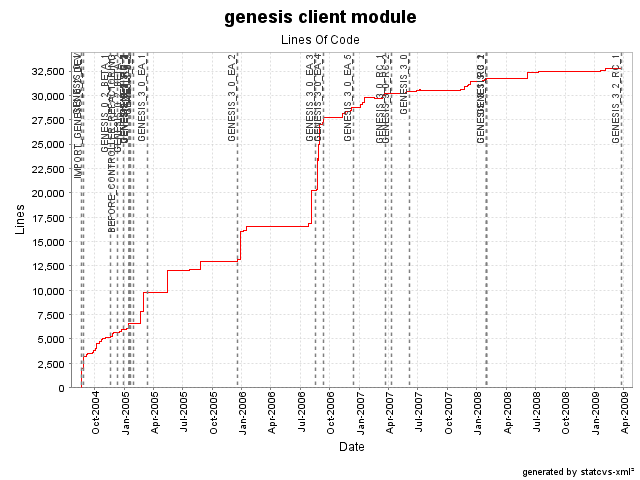 genesis client module
Lines Of Code
Lines
32,500
30,000
27,500
25,000
22,500
20,000
17,500
15,000
12,500
10,000
7,500
5,000
2,500
0
GENESIS_3_0_EA_1
GENESIS_3_0_EA_2
GENESIS_3_0_EA_3
GENESIS_3_0_EA_4
GENESIS_3_0_EA_5
GENESIS_3_0_RC_1
GENESIS_3_0_RC_2
GENESIS_3_0
GENESIS_3_2_RC_1
Oct-2004
Jan-2005
Apr-2005
Jul-2005
Oct-2005
Jan-2006
Apr-2006
Jul-2006
Oct-2006
Jan-2007
Apr-2007
Jul-2007
Oct-2007
Jan-2008
Apr-2008
Jul-2008
Oct-2008
Jan-2009
Apr-2009
Date
generated by statcvs-xml²